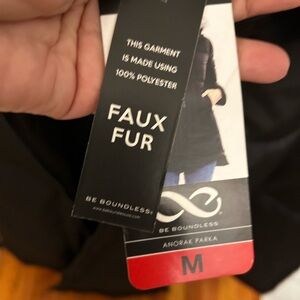 THIS GARMENT
IS MADE USING
100% POLYESTER
FAUX
FUR
BE BOUNDLESS
BE BOUNDLESS
ANORAK PARKA
M